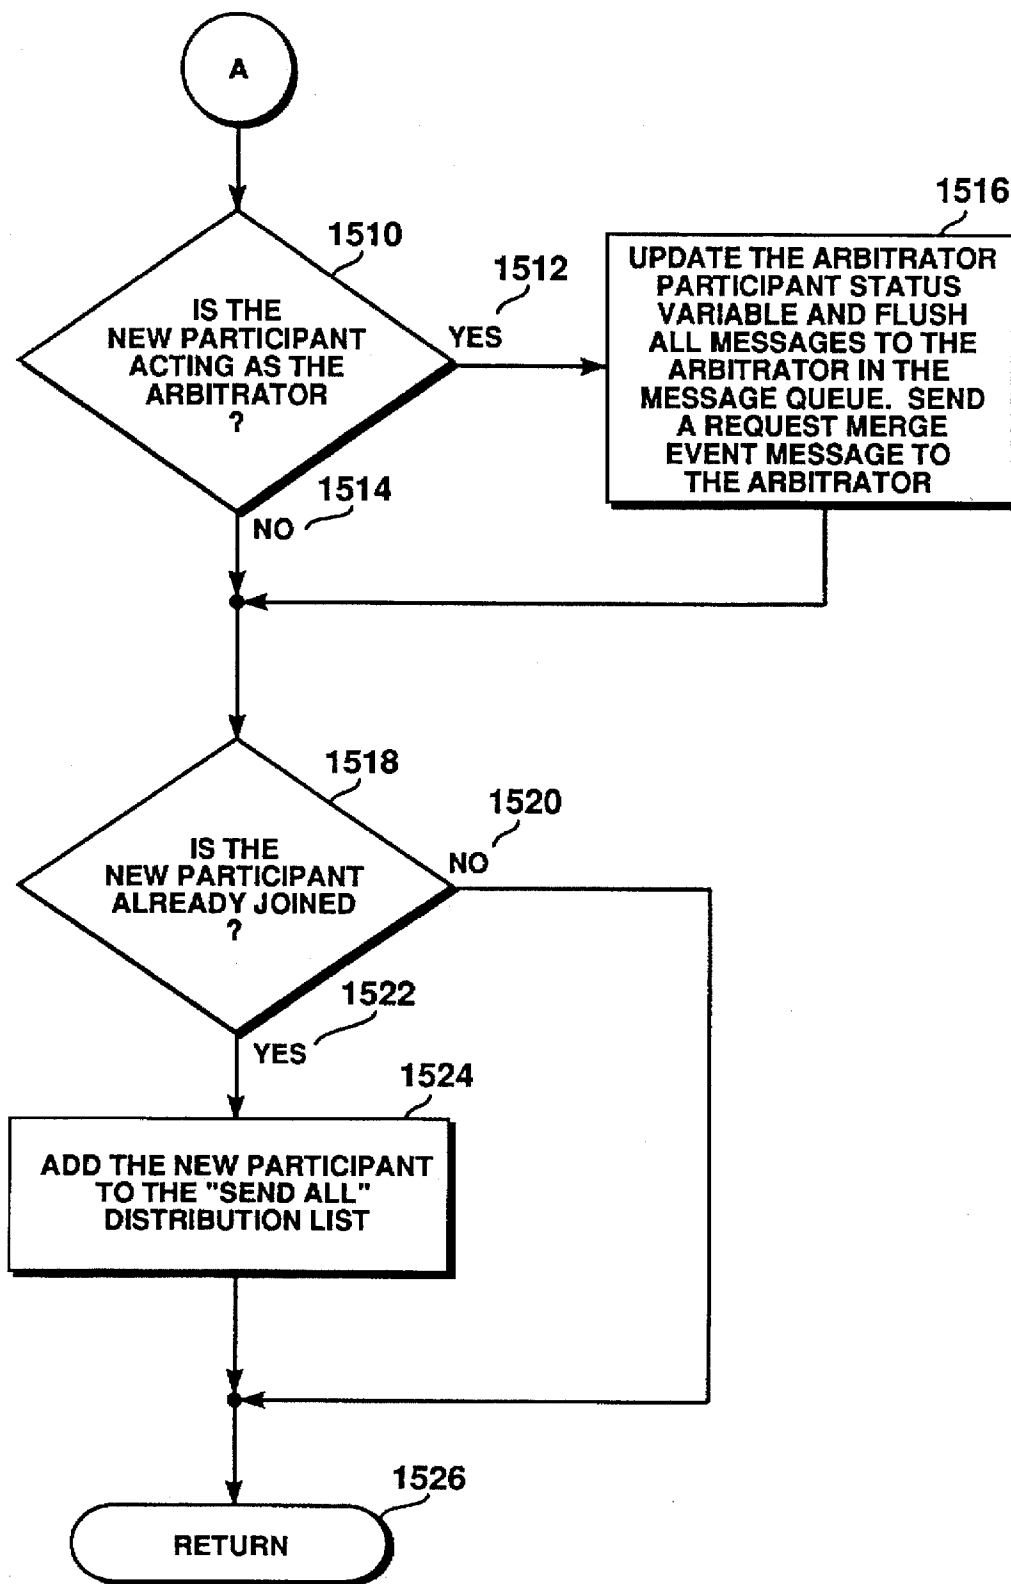 A
1510
IS THE
NEW PARTICIPANT
ACTING AS THE
ARBITRATOR
?
1512
YES
1516
UPDATE THE ARBITRATOR
PARTICIPANT STATUS
VARIABLE AND FLUSH
ALL MESSAGES TO THE
ARBITRATOR IN THE
MESSAGE QUEUE. SEND
A REQUEST MERGE
EVENT MESSAGE TO
THE ARBITRATOR
1514
NO
1518
IS THE
NEW PARTICIPANT
ALREADY JOINED
?
1520
NO
1522
YES
1524
ADD THE NEW PARTICIPANT
TO THE "SEND ALL"
DISTRIBUTION LIST
1526
RETURN